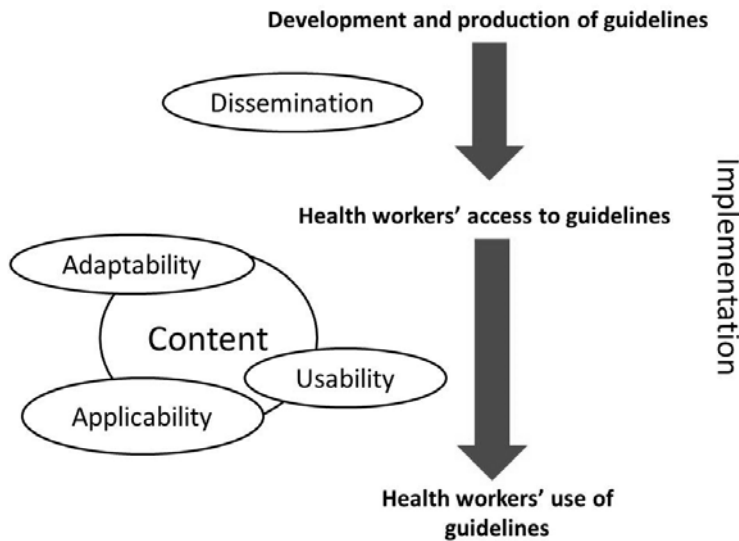 Development and production of guidelines
Dissemination
Implementation
Health workers’ access to guidelines
Adaptability
Content
Usability
Applicability
Health workers’ use of
guidelines